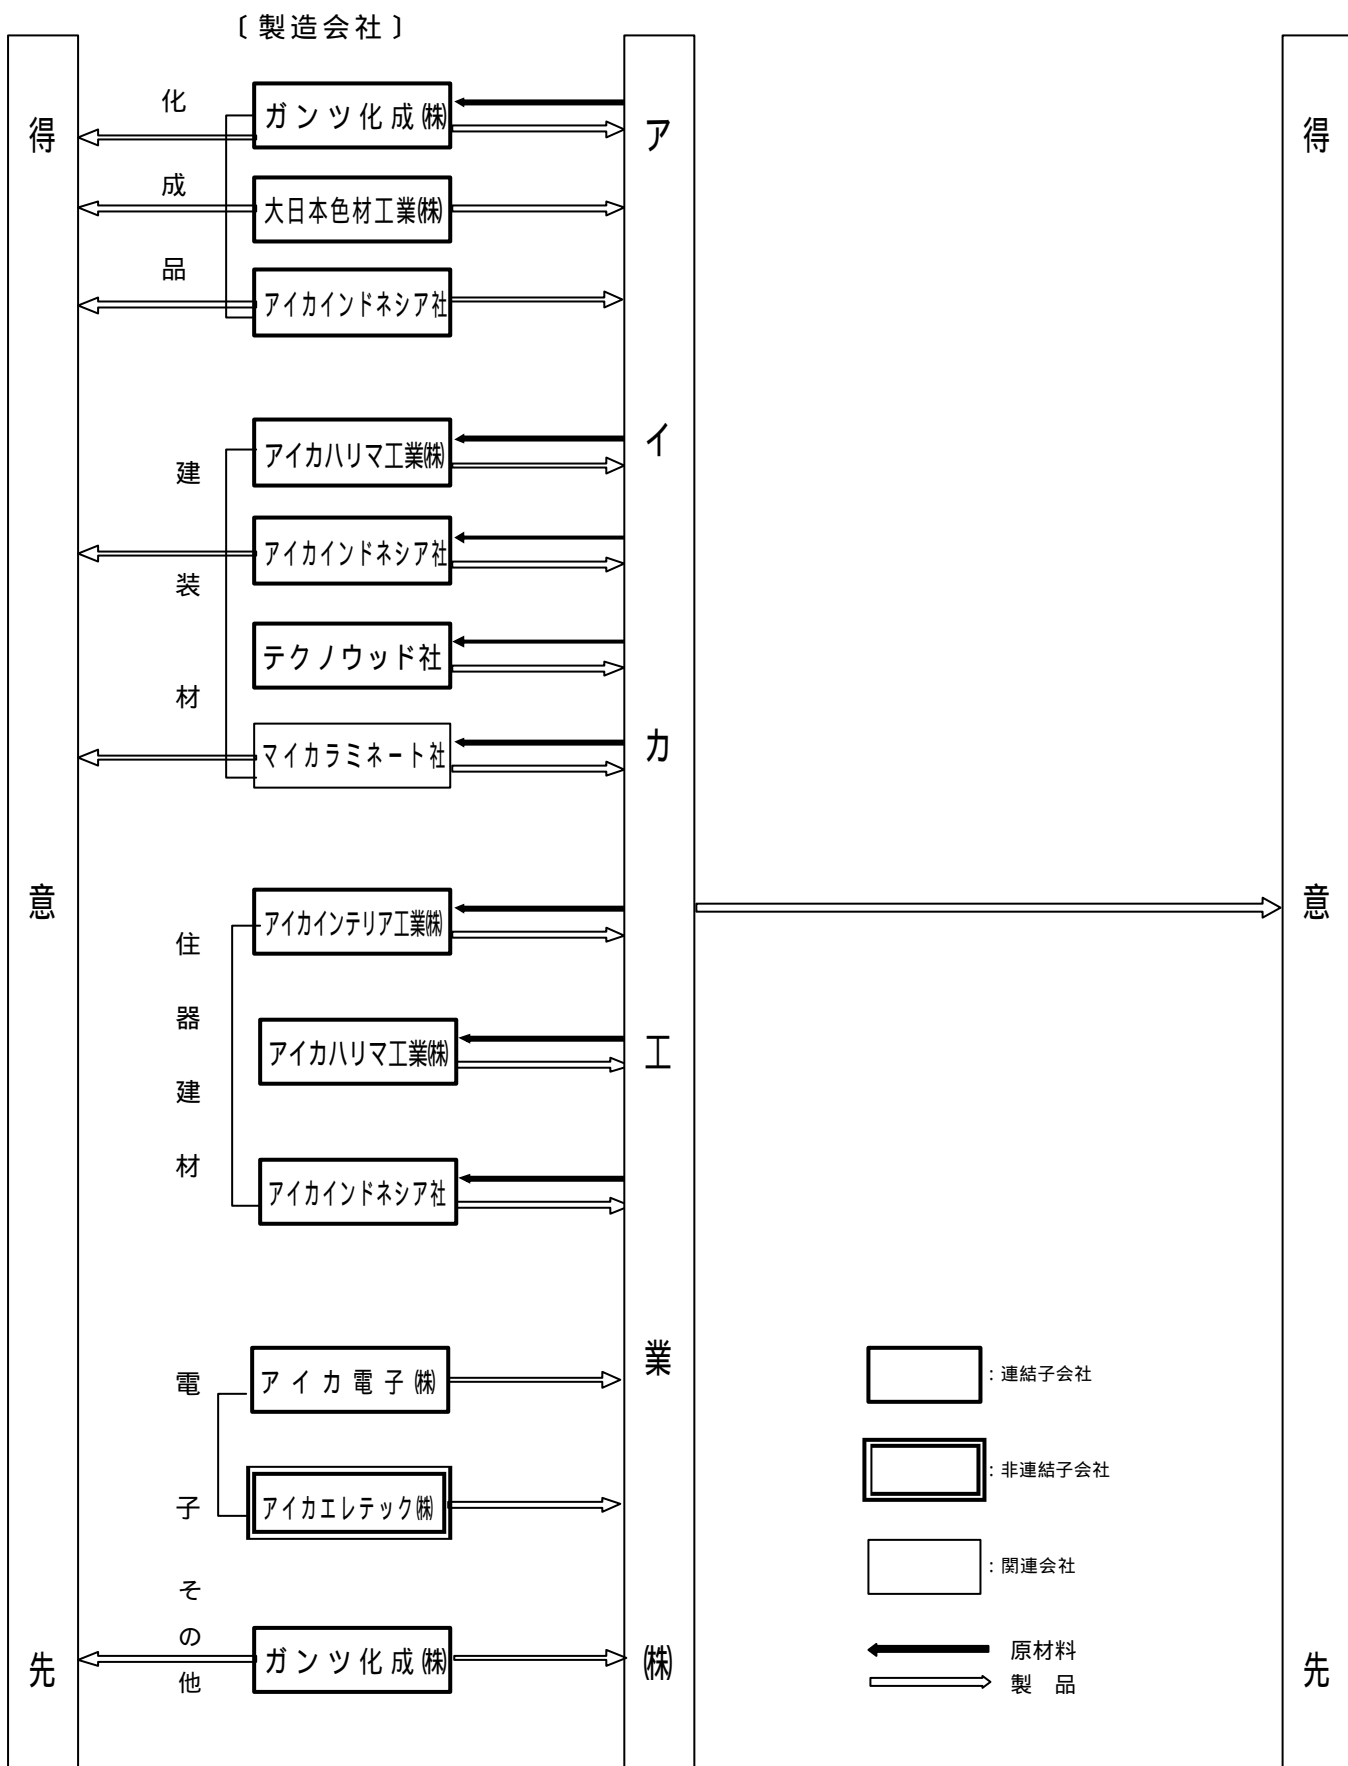 〔 製造会社 〕
得意先
化成品
ガンツ化成㈱
大日本色材工業㈱
アイカインドネシア社
建装材
アイカハリマ工業㈱
アイカインドネシア社
テクノウッド社
マイカラミネート社
住器建材
アイカインテリア工業㈱
アイカハリマ工業㈱
アイカインドネシア社
電子
アイカ電子㈱
アイカエレテック㈱
その他
ガンツ化成㈱
アイカ工業㈱
得意先
：連結子会社
：非連結子会社
：関連会社
原材料
製　品